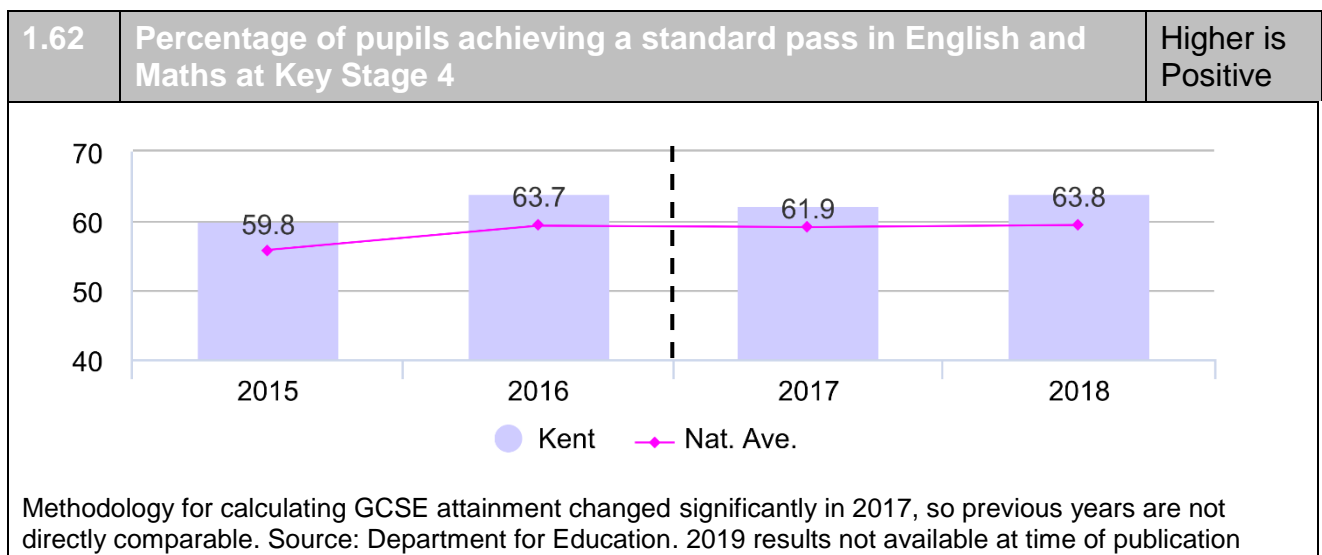 1.62 Percentage of pupils achieving a standard pass in English and Higher is
Maths at Key Stage 4 Positive
70
60
50
40
59.8
63.7
61.9
63.8
2015 2016 2017 2018
Kent Nat. Ave.
Methodology for calculating GCSE attainment changed significantly in 2017, so previous years are not
directly comparable. Source: Department for Education. 2019 results not available at time of publication